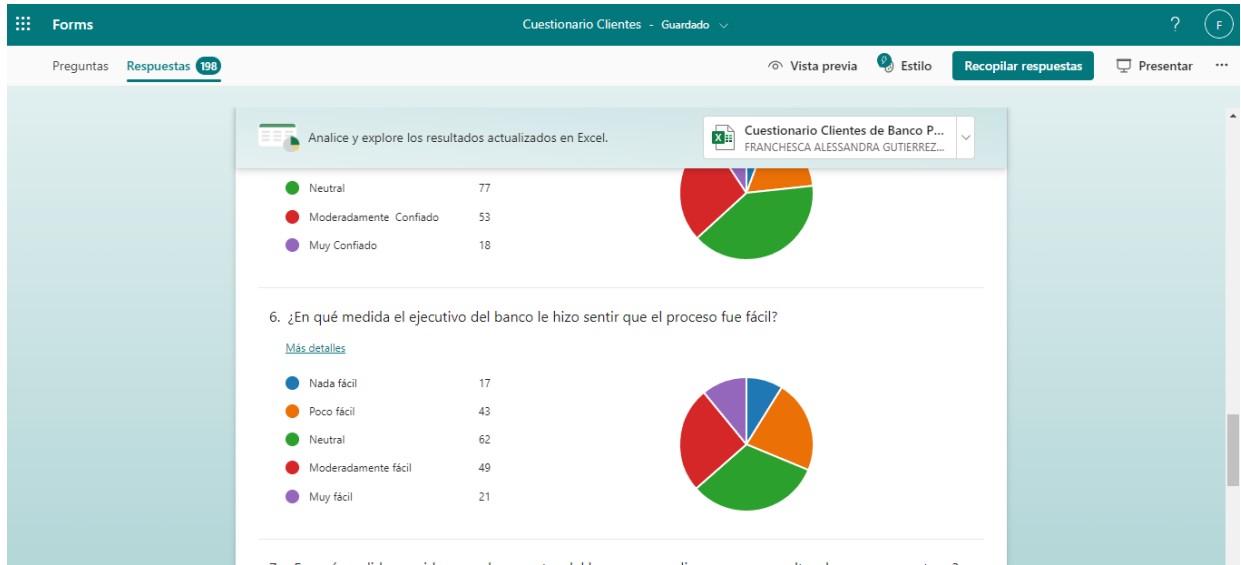 Forms
Cuestionario Clientes - Guardado
?
F
Preguntas
Respuestas 198
Vista previa
Estilo
Recopilar respuestas
Presentar
...
Analice y explore los resultados actualizados en Excel.
Cuestionario Clientes de Banco P...
FRANCHESCA ALESSANDRA GUTIERREZ...
Neutral 77
Moderadamente Confiado 53
Muy Confiado 18
6. ¿En qué medida el ejecutivo del banco le hizo sentir que el proceso fue fácil?
Más detalles
Nada fácil 17
Poco fácil 43
Neutral 62
Moderadamente fácil 49
Muy fácil 21